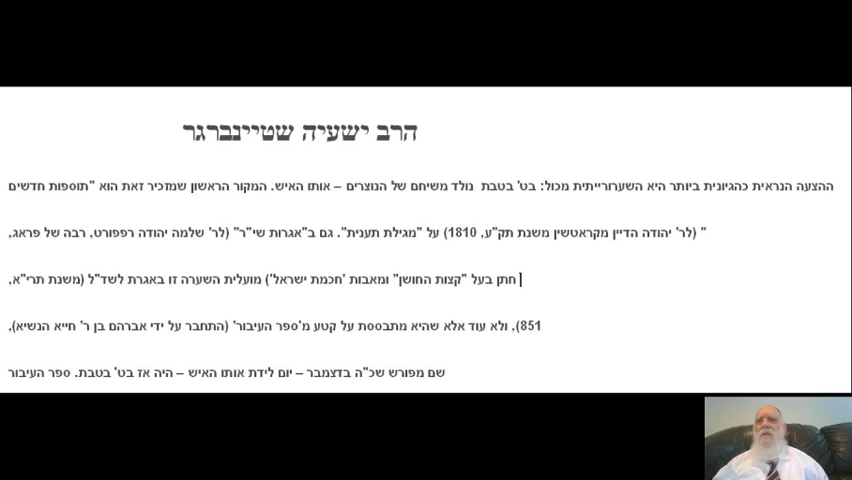 הרב ישעיה שטיינברגר
ההצעה הנראית כהגיונית ביותר היא השערורייתית מכול: בט' בטבת נולד משיחם של הנוצרים – אותו האיש. המקור הראשון שמזכיר זאת הוא "תוספות חדשים
" (לר' יהודה הדיין מקראטשין משנת תק"ע, 1810) על "מגילת תענית". גם ב"אגרות שי"ר" (לר' שלמה יהודה רפפורט, רבה של פראג,
חתן בעל "קצות החושן" ומאבות 'חכמת ישראל') מועלית השערה זו באגרת לשד"ל (משנת תרי"א,
851), ולא עוד אלא שהיא מתבססת על קטע מ'ספר העיבור' (התחבר על ידי אברהם בן ר' חייא הנשיא),
שם מפורש שכ"ה בדצמבר – יום לידת אותו האיש – היה אז בט' בטבת. ספר העיבור